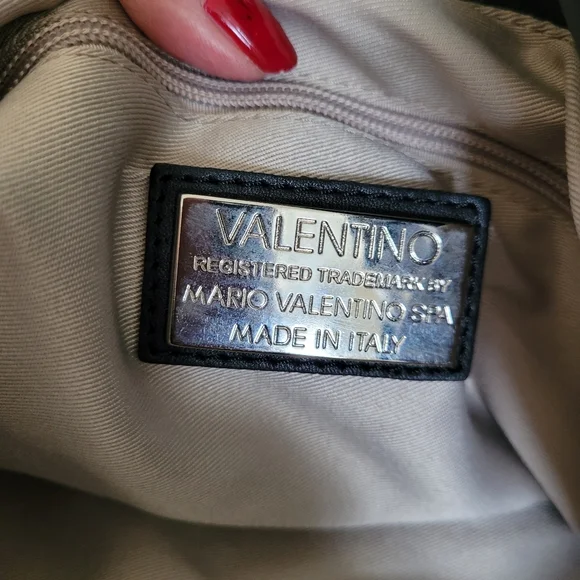 VALENTINO
REGISTERED TRADEMARK BY
MARIO VALENTINO SPA
MADE IN ITALY